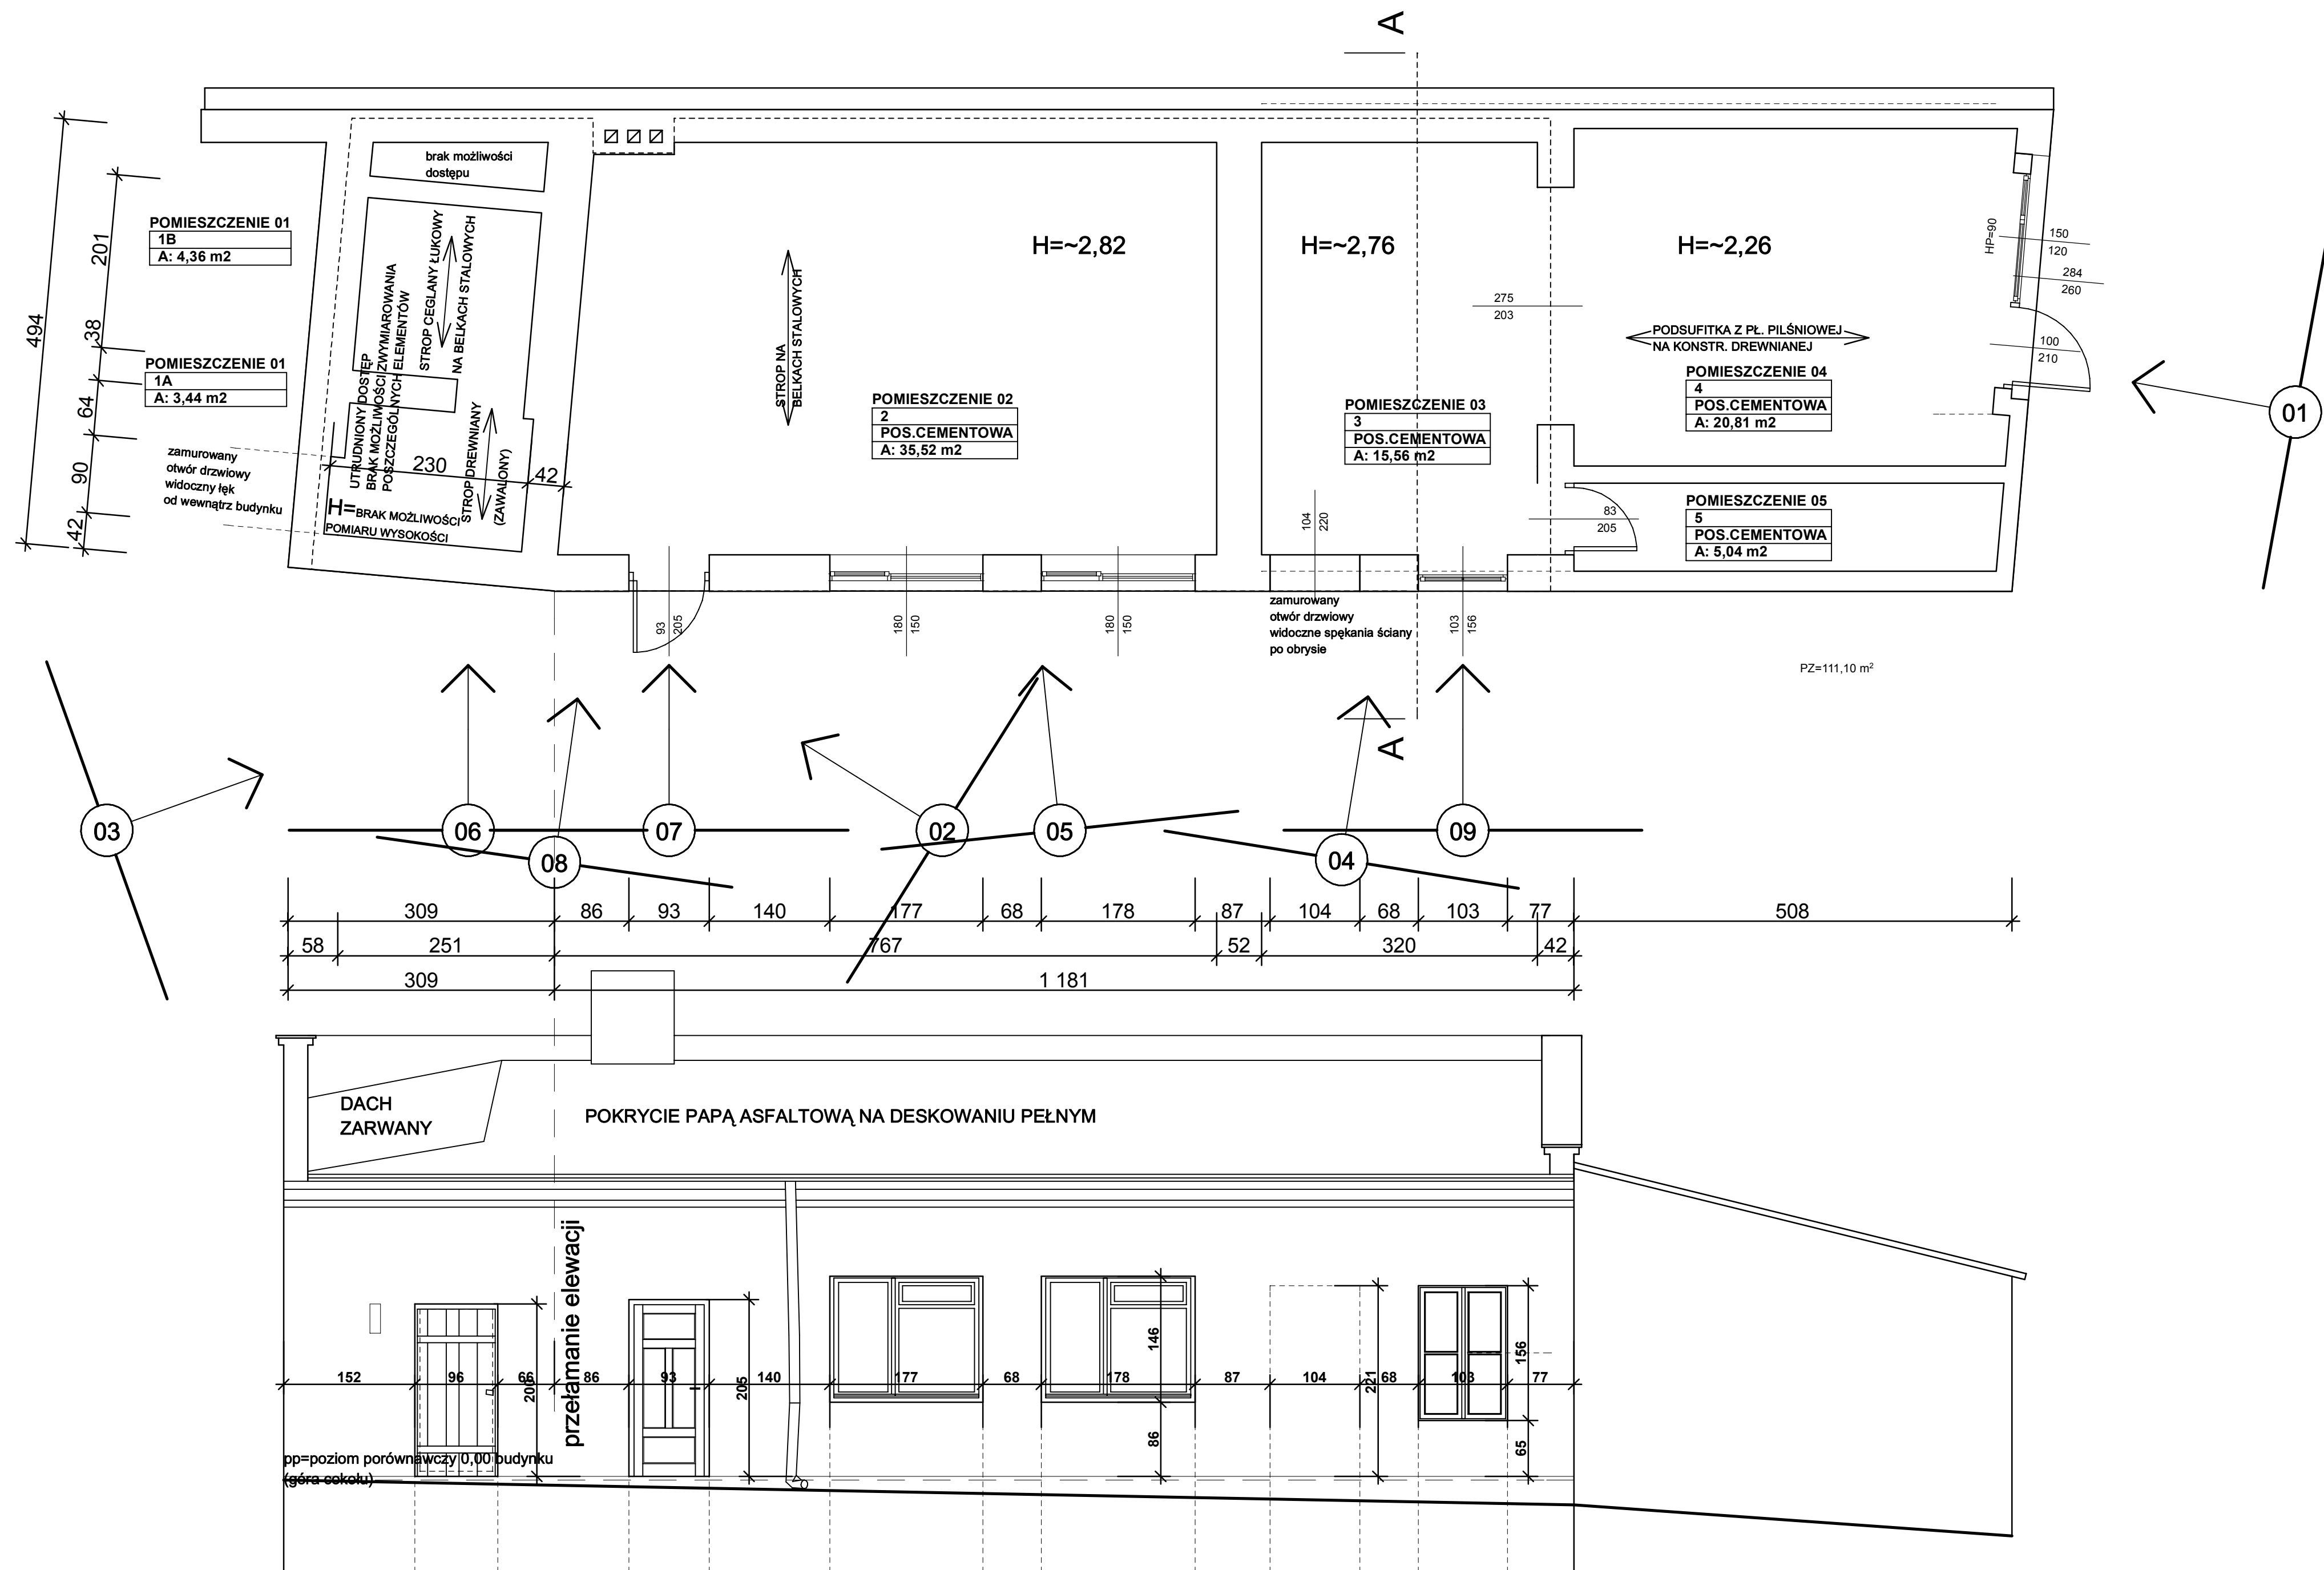 A
brak możliwości
dostępu
POMIESZCZENIE 01
1B
A: 4,36 m2
201
38
494
64
90
42
POMIESZCZENIE 01
1A
A: 3,44 m2
zamurowany
otwór drzwiowy
widoczny łęk
od wewnątrz budynku
UTRUDNIONY DOSTĘP
BRAK MOŻLIWOŚCI ZWYMIAROWANIA
POSZCZEGÓLNYCH ELEMENTÓW
STROP CEGLANY ŁUKOWY
NA BELKACH STALOWYCH
STROP DREWNIANY
(ZAWALONY)
230
42
H=BRAK MOŻLIWOŚCI
POMIARU WYSOKOŚCI
H=~2,82
STROP NA
BELKACH STALOWYCH
POMIESZCZENIE 02
2
POS.CEMENTOWA
A: 35,52 m2
H=~2,76
275
203
POMIESZCZENIE 03
3
POS.CEMENTOWA
A: 15,56 m2
104
220
H=~2,26
PODSUFITKA Z PŁ. PILŚNIOWEJ
NA KONSTR. DREWNIANEJ
POMIESZCZENIE 04
4
POS.CEMENTOWA
A: 20,81 m2
POMIESZCZENIE 05
5
POS.CEMENTOWA
A: 5,04 m2
83
205
HP=90
150
120
284
260
100
210
01
93
205
180
150
180
150
zamurowany
otwór drzwiowy
widoczne spękania ściany
po obrysie
103
156
PZ=111,10 m²
A
03
06
08
07
02
05
04
09
309 86 93 140 177 68 178 87 104 68 103 77 508
58 251 767 52 320 42
309 1 181
DACH
ZARWANY
POKRYCIE PAPĄ ASFALTOWĄ NA DESKOWANIU PEŁNYM
przełamanie elewacji
152 96 66 86 93 140 177 68 178 87 104 68 103 77
200
205
146
86
221
156
65
pp=poziom porównawczy 0,00 budynku
(góra cokołu)